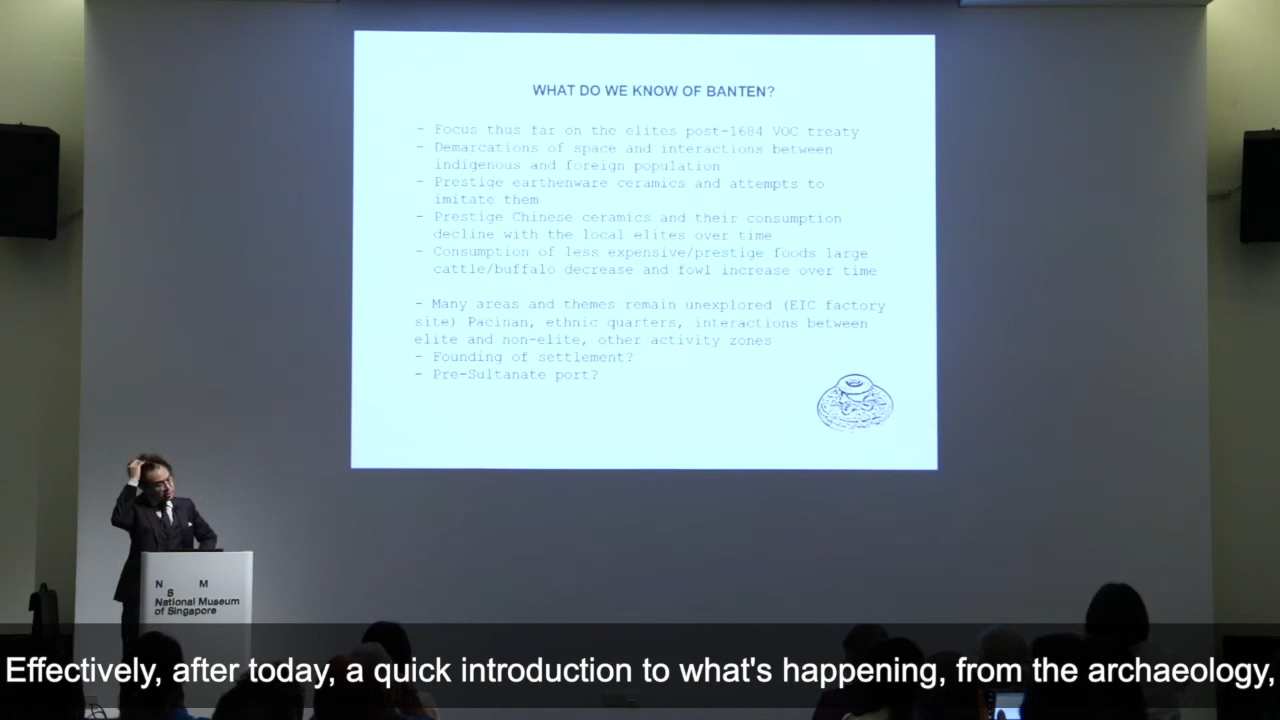 WHAT DO WE KNOW OF BANTEN?
- Focus thus far on the elites post-1684 VOC treaty
- Demarcations of space and interactions between
indigenous and foreign population
- Prestige earthenware ceramics and attempts to
imitate them
- Prestige Chinese ceramics and their consumption
decline with the local elites over time
- Consumption of less expensive/prestige foods large
cattle/buffalo decrease and fowl increase over time
- Many areas and themes remain unexplored (EIC factory
site) Pacinan, ethnic quarters, interactions between
elite and non-elite, other activity zones
- Founding of settlement?
- Pre-Sultanate port?
N M
S
National Museum
of Singapore
Effectively, after today, a quick introduction to what's happening, from the archaeology,